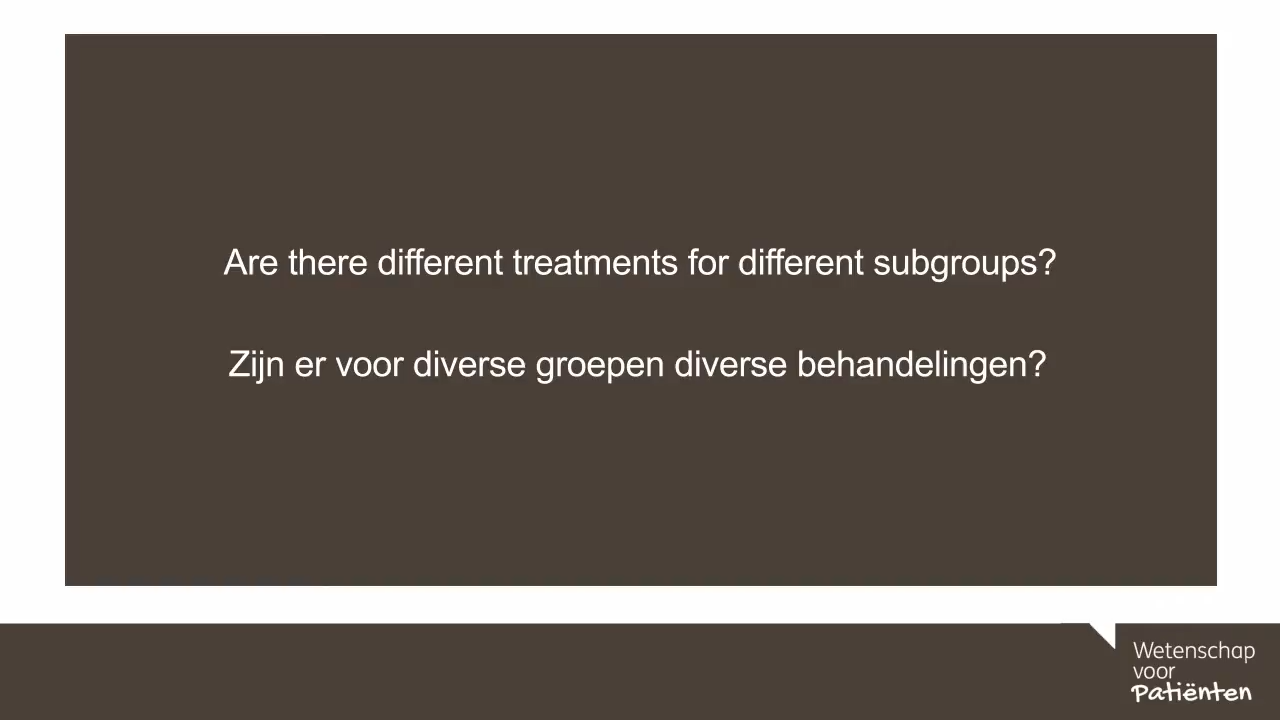 Are there different treatments for different subgroups?
Zijn er voor diverse groepen diverse behandelingen?
Wetenschap
voor
Patiënten